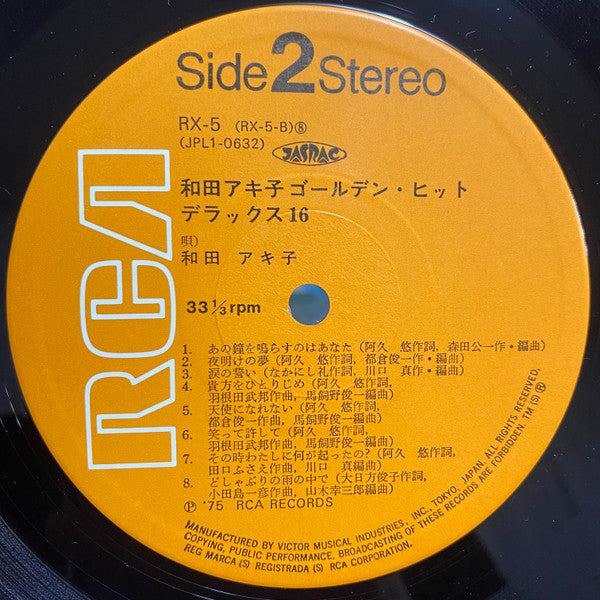 Side 2 Stereo
RX-5 (RX-5-B)⑧
(JPL1-0632) JASRAC
RCA
和田アキ子ゴールデン・ヒット
デラックス16
唄)
和田 アキ子
33 1/3 rpm
1. あの鐘を鳴らすのはあなた(阿久 悠作詞, 森田公一作・編曲)
2. 夜明けの夢(阿久 悠作詞, 都倉俊一作・編曲)
3. 涙の誓い(なかにし礼作詞, 川口 真作・編曲)
4. 貴方をひとりじめ(阿久 悠作詞,
羽根田武邦作曲, 馬飼野俊一編曲)
5. 天使になれない(阿久 悠作詞,
都倉俊一作曲, 馬飼野俊一編曲)
6. 笑って許して(阿久 悠作詞,
羽根田武邦作曲, 馬飼野俊一編曲)
7. その時わたしに何が起ったの?(阿久 悠作詞,
田口ふさえ作曲, 川口 真編曲)
8. どしゃぶりの雨の中で(大日方俊子作詞,
小田島一彦作曲, 山木幸三郎編曲)
Ⓟ '75 RCA RECORDS
MANUFACTURED BY VICTOR MUSICAL INDUSTRIES, INC., TOKYO, JAPAN. ALL RIGHTS RESERVED.
COPYING, PUBLIC PERFORMANCE, BROADCASTING OF THESE RECORDS ARE FORBIDDEN. TM(S)®
REG MARCA(S) REGISTRADA(S) RCA CORPORATION.